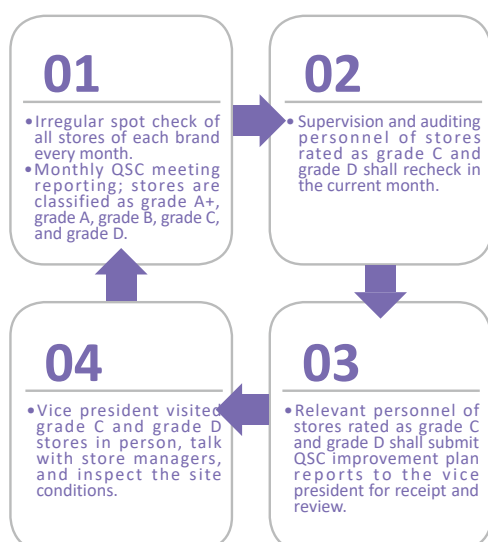 01
•Irregular spot check of
all stores of each brand
every month.
•Monthly QSC meeting
reporting; stores are
classified as grade A+,
grade A, grade B, grade C,
and grade D.
02
•Supervision and auditing
personnel of stores
rated as grade C and
grade D shall recheck in
the current month.
04
•Vice president visited
grade C and grade D
stores in person, talk
with store managers,
and inspect the site
conditions.
03
•Relevant personnel of
stores rated as grade C
and grade D shall submit
QSC improvement plan
reports to the vice
president for receipt and
review.